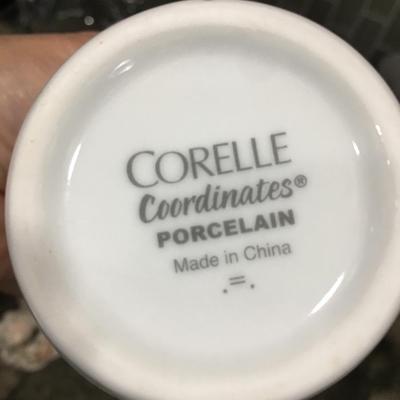 CORELLE
Coordinates®
PORCELAIN
Made in China
.=.